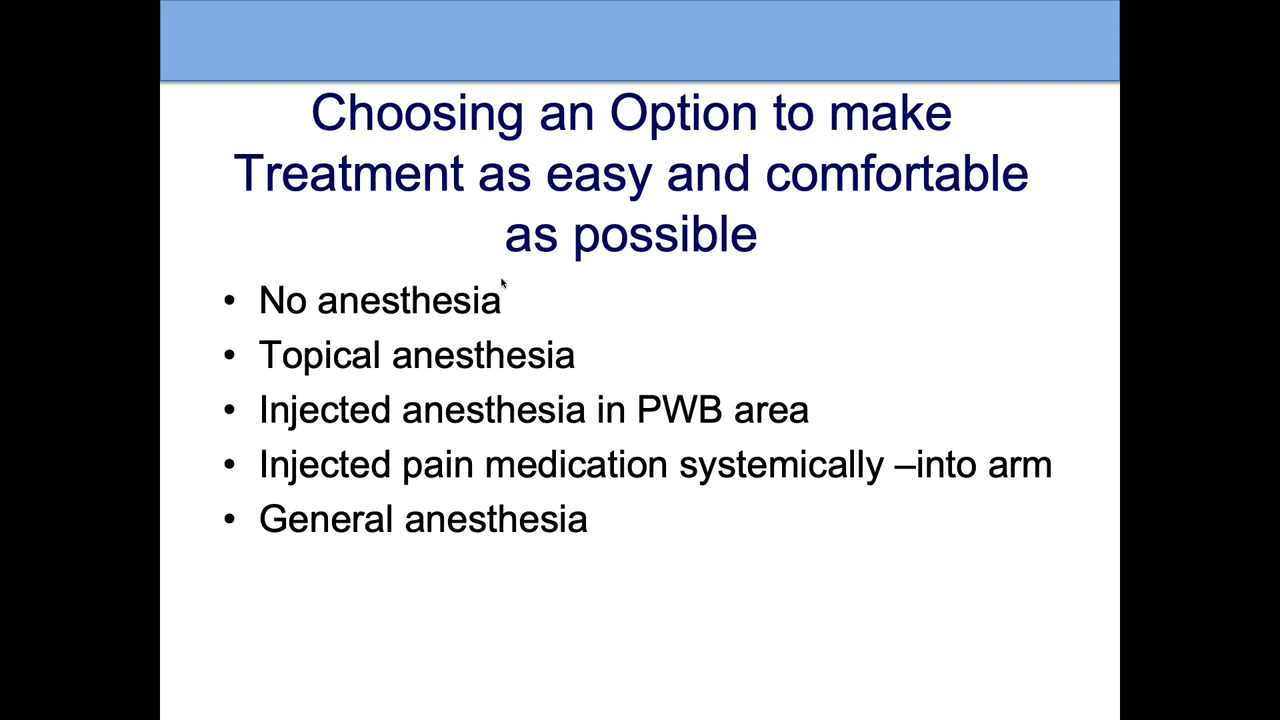 Choosing an Option to make
Treatment as easy and comfortable
as possible
• No anesthesia
• Topical anesthesia
• Injected anesthesia in PWB area
• Injected pain medication systemically –into arm
• General anesthesia